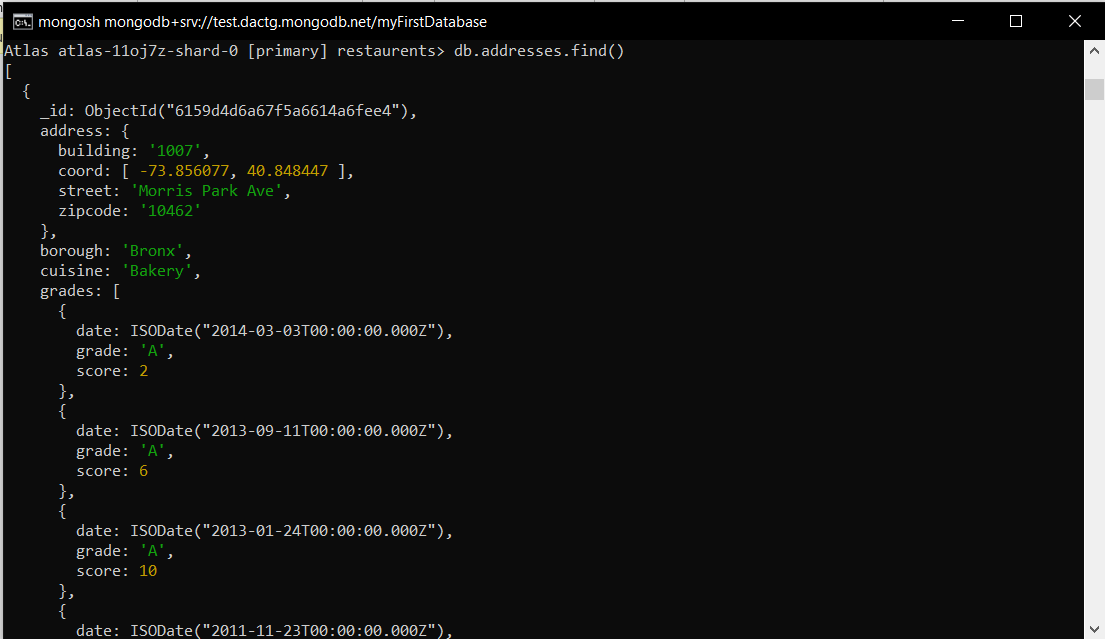 mongosh mongodb+srv://test.dactg.mongodb.net/myFirstDatabase
Atlas atlas-11oj7z-shard-0 [primary] restaurents> db.addresses.find()
[
  {
    _id: ObjectId("6159d4d6a67f5a6614a6fee4"),
    address: {
      building: '1007',
      coord: [ -73.856077, 40.848447 ],
      street: 'Morris Park Ave',
      zipcode: '10462'
    },
    borough: 'Bronx',
    cuisine: 'Bakery',
    grades: [
      {
        date: ISODate("2014-03-03T00:00:00.000Z"),
        grade: 'A',
        score: 2
      },
      {
        date: ISODate("2013-09-11T00:00:00.000Z"),
        grade: 'A',
        score: 6
      },
      {
        date: ISODate("2013-01-24T00:00:00.000Z"),
        grade: 'A',
        score: 10
      },
      {
        date: ISODate("2011-11-23T00:00:00.000Z"),